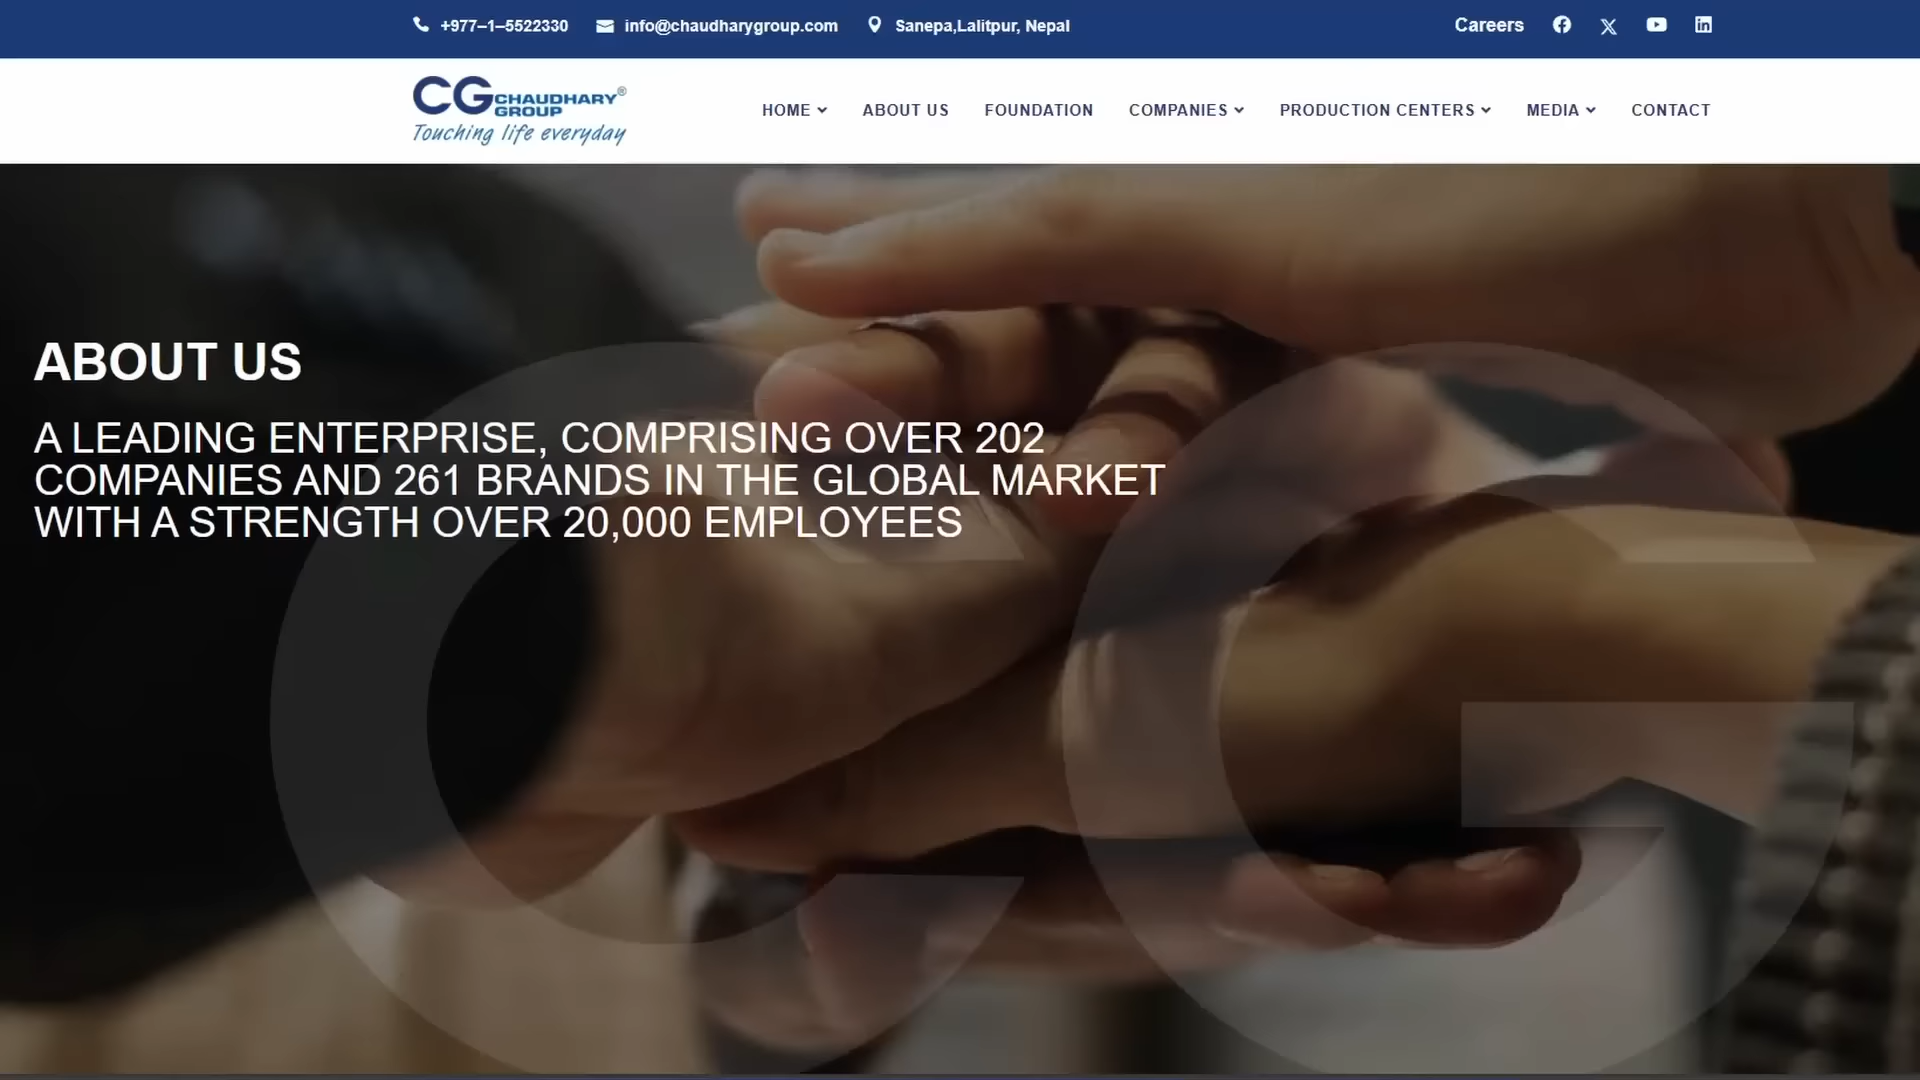 +977–1–5522330 info@chaudharygroup.com Sanepa,Lalitpur, Nepal Careers
CG CHAUDHARY GROUP®
Touching life everyday
HOME ABOUT US FOUNDATION COMPANIES PRODUCTION CENTERS MEDIA CONTACT
ABOUT US
A LEADING ENTERPRISE, COMPRISING OVER 202
COMPANIES AND 261 BRANDS IN THE GLOBAL MARKET
WITH A STRENGTH OVER 20,000 EMPLOYEES
CG